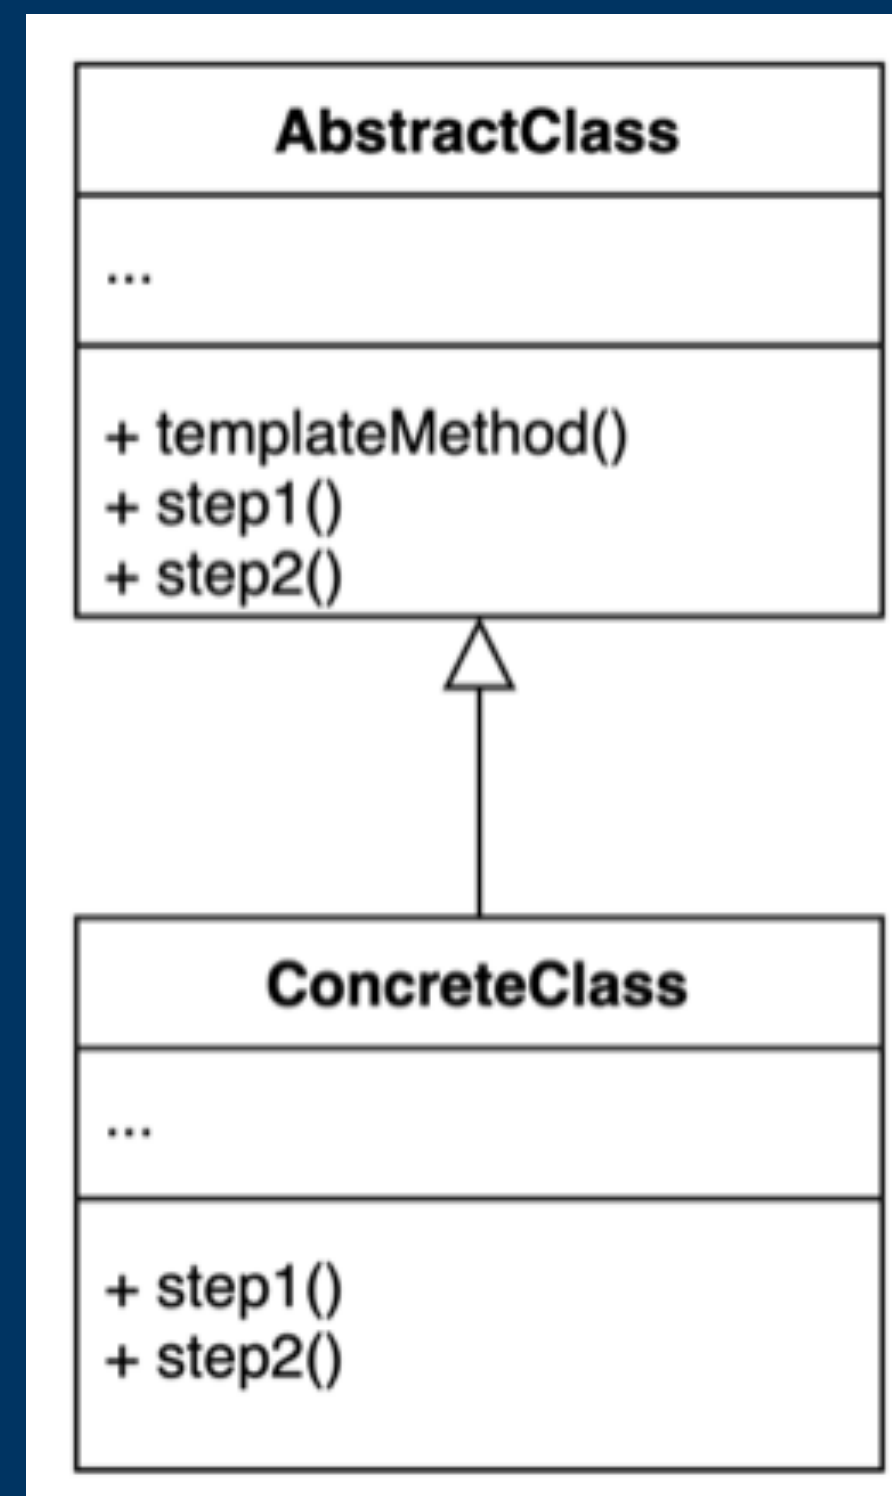 AbstractClass
...
+ templateMethod()
+ step1()
+ step2()
ConcreteClass
...
+ step1()
+ step2()